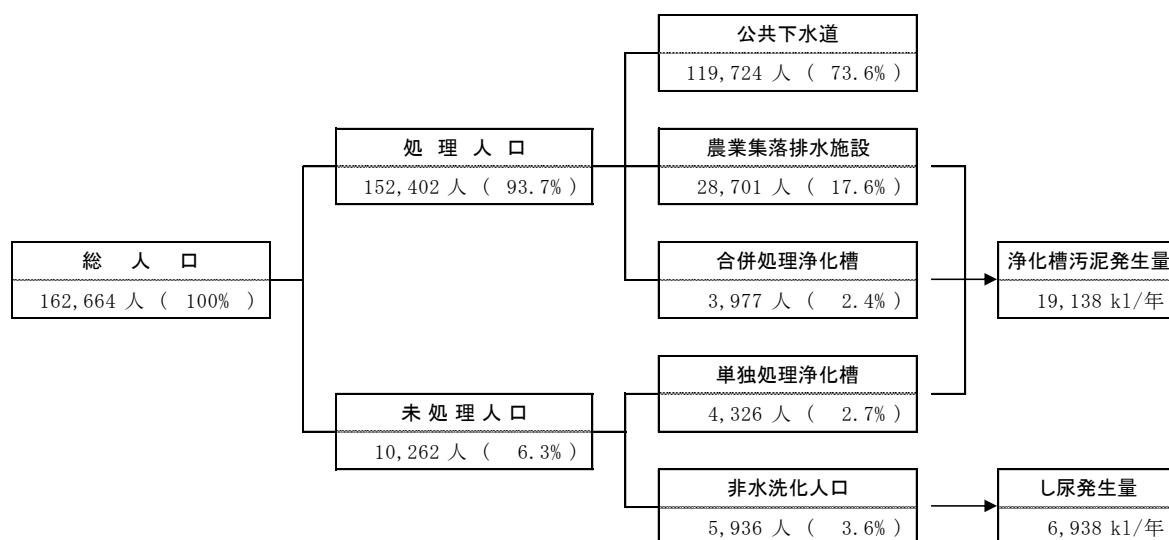 公共下水道
119,724 人 ( 73.6% )
処 理 人 口
152,402 人 ( 93.7% )
農業集落排水施設
28,701 人 ( 17.6% )
総 人 口
162,664 人 ( 100% )
合併処理浄化槽
3,977 人 ( 2.4% )
浄化槽汚泥発生量
19,138 kl/年
未 処 理 人 口
10,262 人 ( 6.3% )
単独処理浄化槽
4,326 人 ( 2.7% )
非水洗化人口
5,936 人 ( 3.6% )
し尿発生量
6,938 kl/年